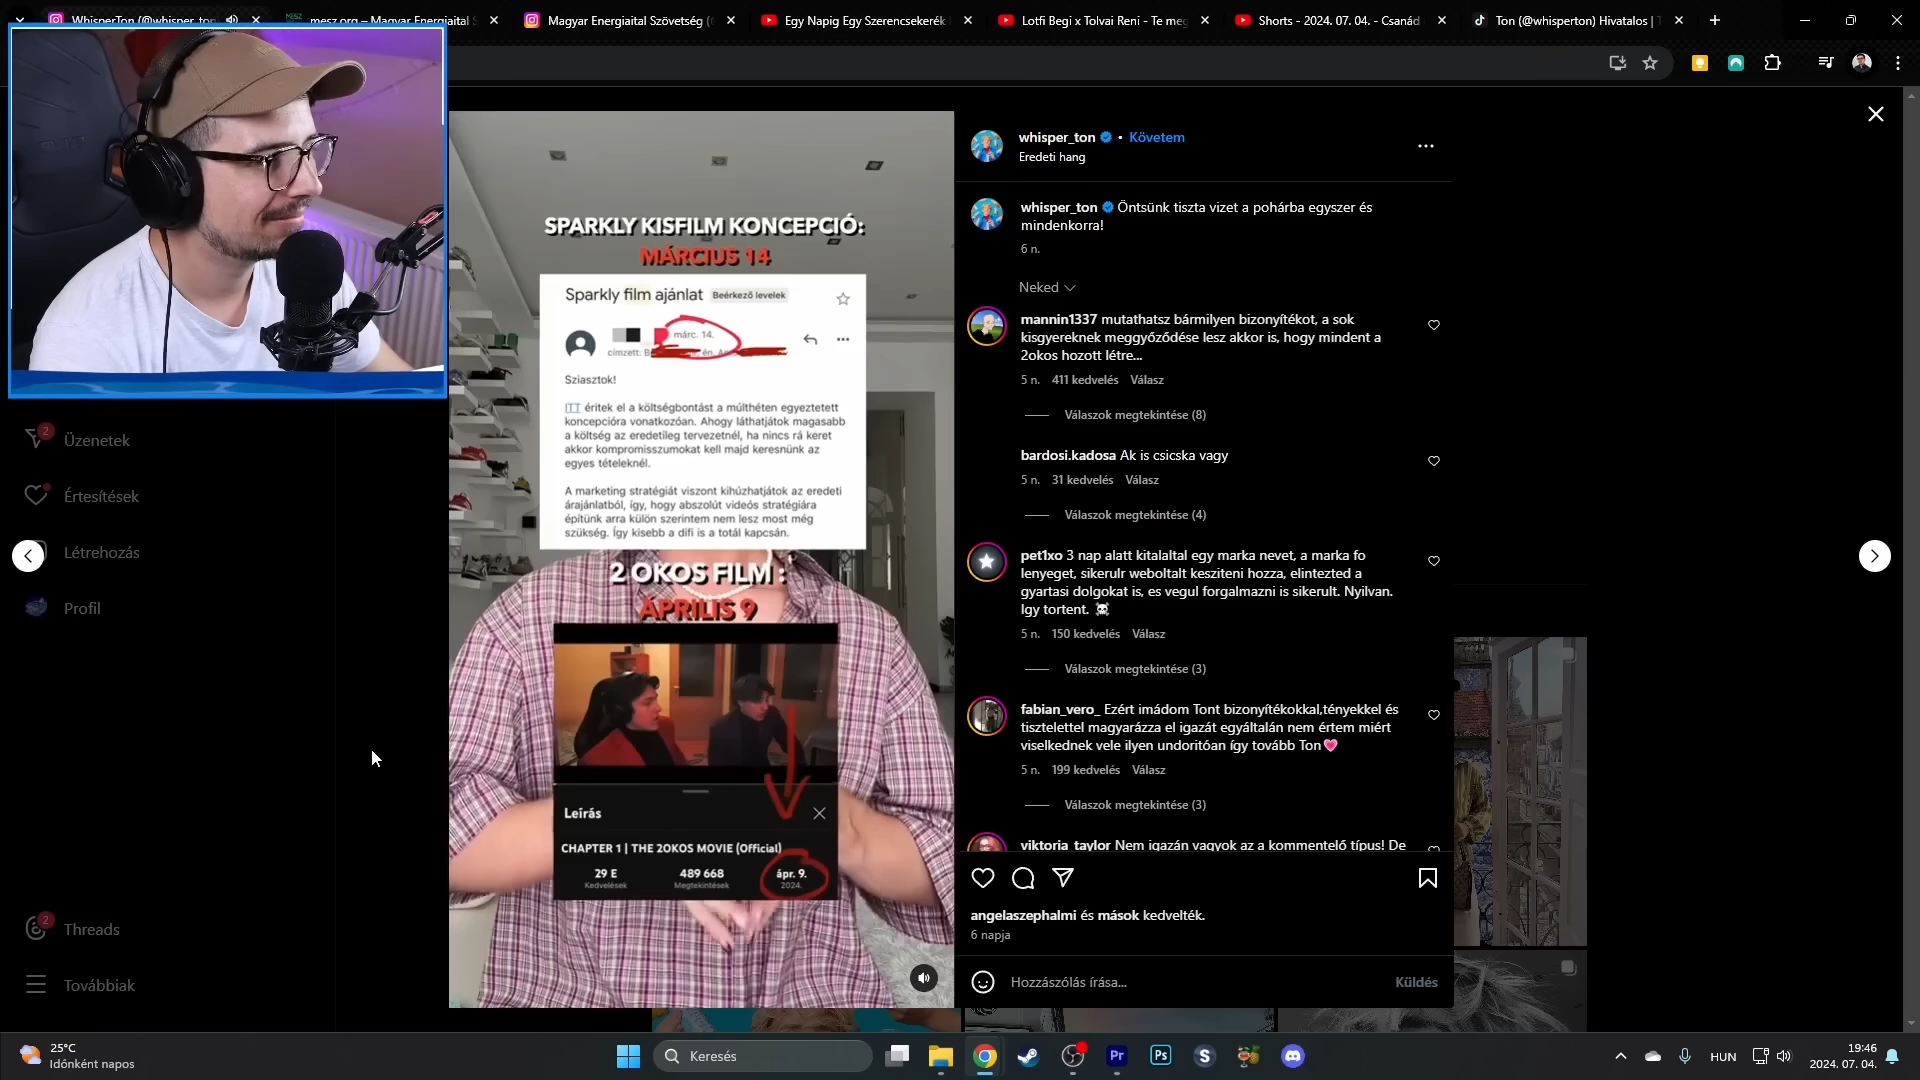 WhisperTon (@whisper_ton
mesz.org – Magyar Energiaital S
Magyar Energiaital Szövetség (
Egy Napig Egy Szerencsekerék
Lotfi Begi x Tolvai Reni - Te meg
Shorts - 2024. 07. 04. - Csanád
Ton (@whisperton) Hivatalos | T
SPARKLY KISFILM KONCEPCIÓ:
MÁRCIUS 14
Sparkly film ajánlat Beérkező levelek
márc. 14.
címzett:
Sziasztok!
ITT éritek el a költségbontást a múlthéten egyeztetett
koncepcióra vonatkozóan. Ahogy láthatjátok magasabb
a költség az eredetileg tervezetnél, ha nincs rá keret
akkor kompromisszumokat kell majd keresnünk az
egyes tételeknél.
A marketing stratégiát viszont kihúzhatjátok az eredeti
árajánlatból, így, hogy abszolút videós stratégiára
építünk arra külön szerintem nem lesz most még
szükség. Így kisebb a difi is a totál kapcsán.
2 OKOS FILM :
ÁPRILIS 9
Leírás
CHAPTER 1 | THE 2OKOS MOVIE (Official)
29 E 489 668 ápr. 9.
Kedvelések Megtekintések 2024.
whisper_ton • Követem
Eredeti hang
whisper_ton Öntsünk tiszta vizet a pohárba egyszer és
mindenkorra!
6 n.
Neked
mannin1337 mutathatsz bármilyen bizonyítékot, a sok
kisgyereknek meggyőződése lesz akkor is, hogy mindent a
2okos hozott létre...
5 n. 411 kedvelés Válasz
Válaszok megtekintése (8)
bardosi.kadosa Ak is csicska vagy
5 n. 31 kedvelés Válasz
Válaszok megtekintése (4)
pet1xo 3 nap alatt kitalaltal egy marka nevet, a marka fo
lenyeget, sikerulr weboltalt kesziteni hozza, elintezted a
gyartasi dolgokat is, es vegul forgalmazni is sikerult. Nyilvan.
Igy tortent. ☠️
5 n. 150 kedvelés Válasz
Válaszok megtekintése (3)
fabian_vero_ Ezért imádom Tont bizonyítékokkal,tényekkel és
tisztelettel magyarázza el igazát egyáltalán nem értem miért
viselkednek vele ilyen undoritóan így tovább Ton💗
5 n. 199 kedvelés Válasz
Válaszok megtekintése (3)
viktoria_taylor Nem igazán vagyok az a kommentelő típus! De
angelaszephalmi és mások kedvelték.
6 napja
Hozzászólás írása...
Küldés
2
Üzenetek
Értesítések
Létrehozás
Profil
2
Threads
Továbbiak
25°C
Időnként napos
Keresés
Pr
Ps
S
HUN
19:46
2024. 07. 04.